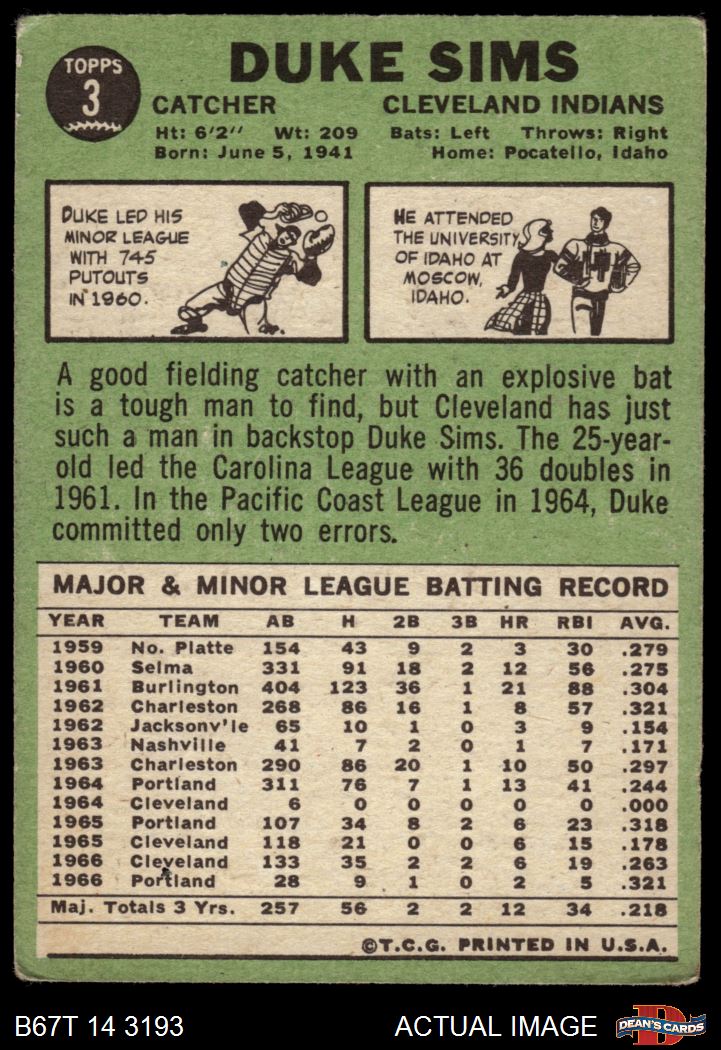 TOPPS
3
DUKE SIMS
CATCHER CLEVELAND INDIANS
Ht: 6'2" Wt: 209 Bats: Left Throws: Right
Born: June 5, 1941 Home: Pocatello, Idaho
DUKE LED HIS
MINOR LEAGUE
WITH 745
PUTOUTS
IN 1960.
HE ATTENDED
THE UNIVERSITY
OF IDAHO AT
MOSCOW,
IDAHO.
A good fielding catcher with an explosive bat
is a tough man to find, but Cleveland has just
such a man in backstop Duke Sims. The 25-year-
old led the Carolina League with 36 doubles in
1961. In the Pacific Coast League in 1964, Duke
committed only two errors.
MAJOR & MINOR LEAGUE BATTING RECORD
YEAR TEAM AB H 2B 3B HR RBI AVG.
1959 No. Platte 154 43 9 2 3 30 .279
1960 Selma 331 91 18 2 12 56 .275
1961 Burlington 404 123 36 1 21 88 .304
1962 Charleston 268 86 16 1 8 57 .321
1962 Jacksonv'le 65 10 1 0 3 9 .154
1963 Nashville 41 7 2 0 1 7 .171
1963 Charleston 290 86 20 1 10 50 .297
1964 Portland 311 76 7 1 13 41 .244
1964 Cleveland 6 0 0 0 0 0 .000
1965 Portland 107 34 8 2 6 23 .318
1965 Cleveland 118 21 0 0 6 15 .178
1966 Cleveland 133 35 2 2 6 19 .263
1966 Portland 28 9 1 0 2 5 .321
Maj. Totals 3 Yrs. 257 56 2 2 12 34 .218
©T.C.G. PRINTED IN U.S.A.
B67T 14 3193 ACTUAL IMAGE DEAN'S CARDS